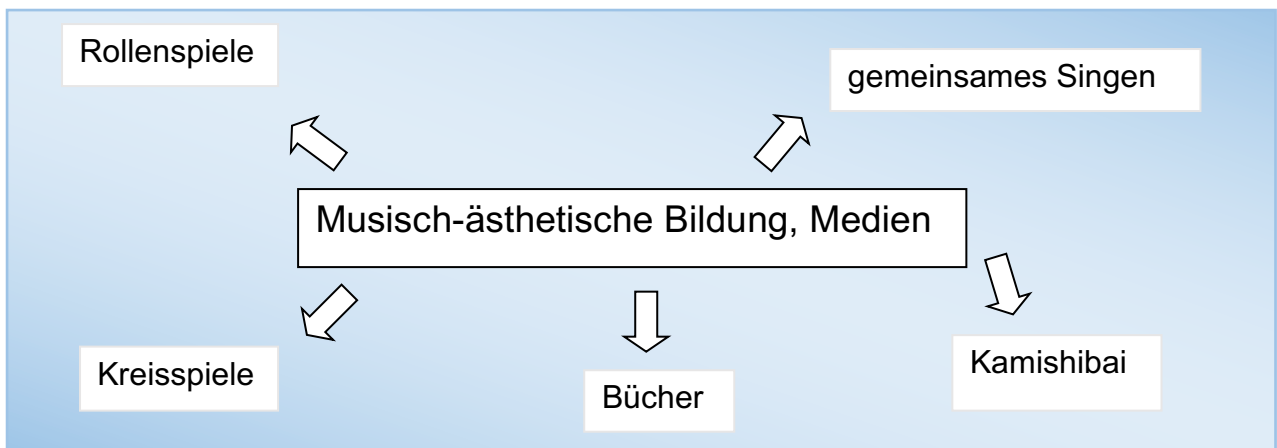 Rollenspiele
gemeinsames Singen
Musisch-ästhetische Bildung, Medien
Kreisspiele
Bücher
Kamishibai